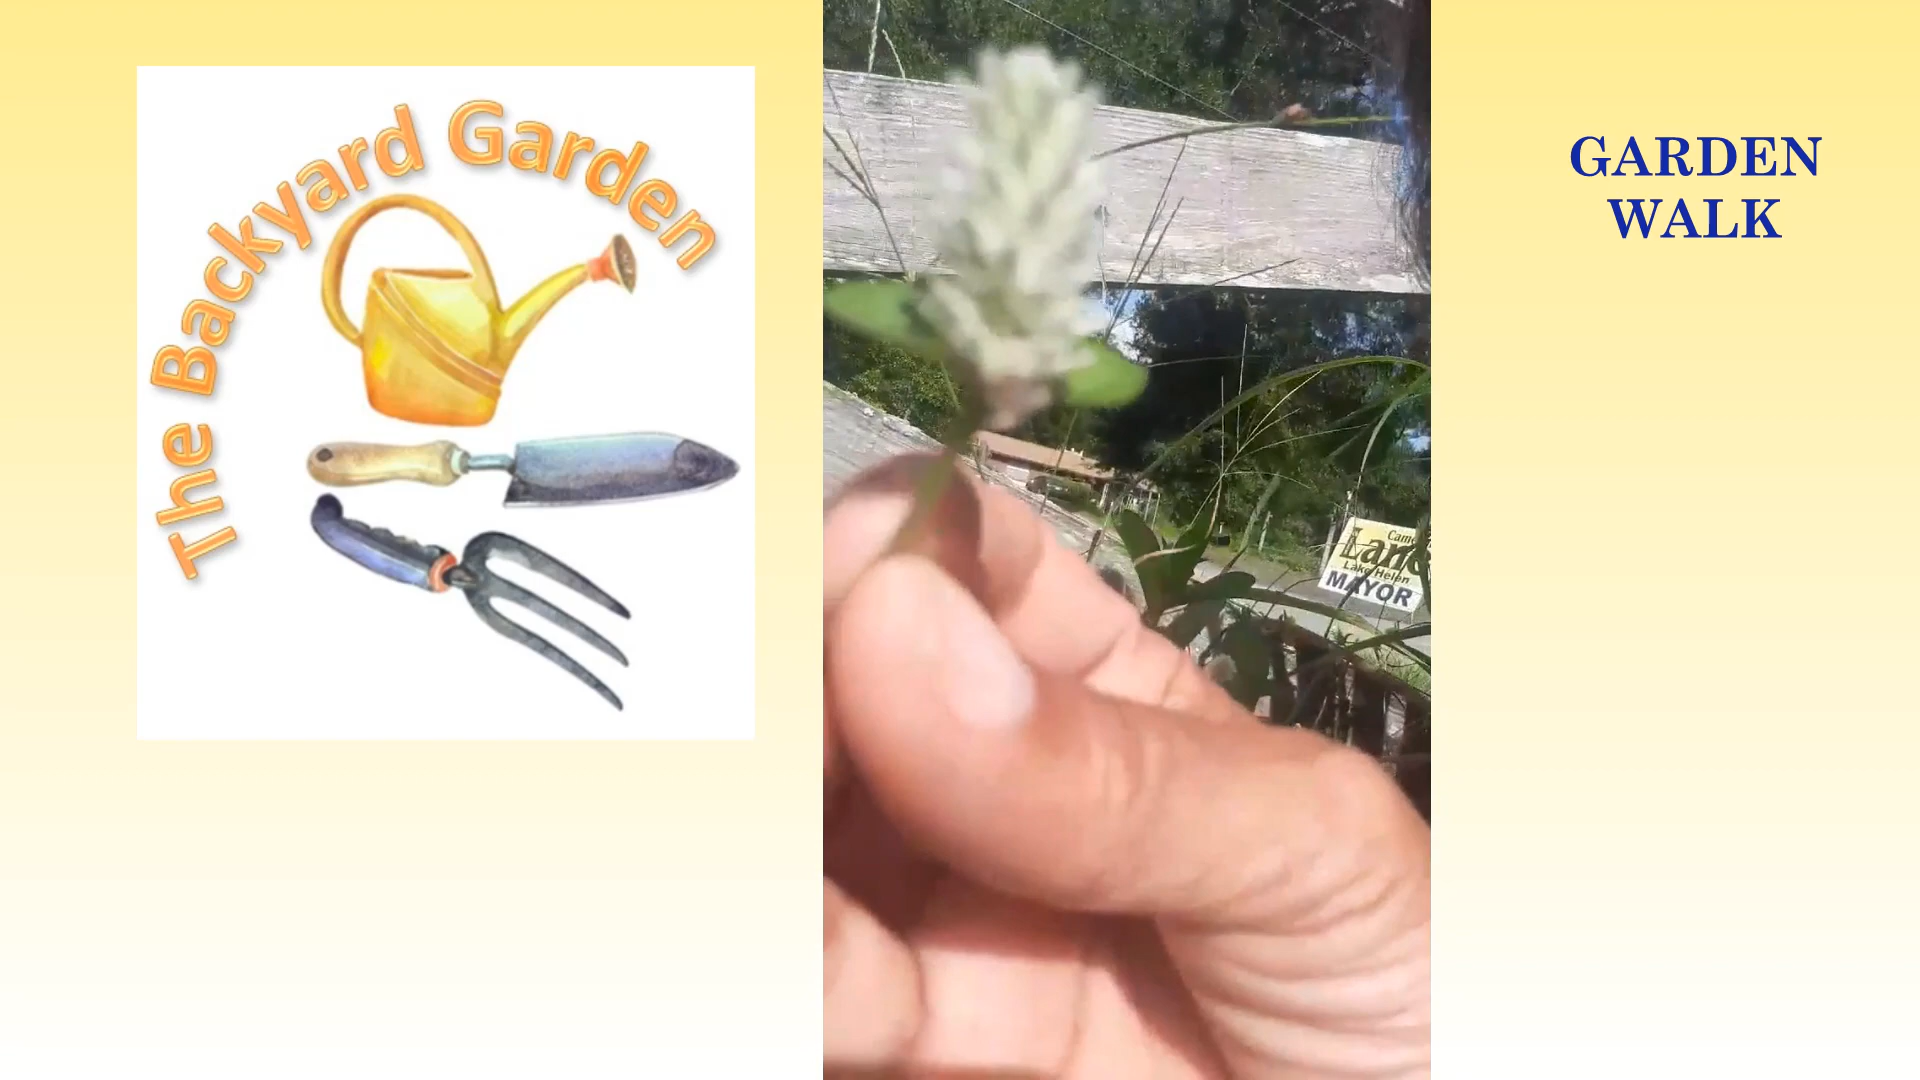 The Backyard Garden
GARDEN
WALK
Lake Helen
MAYOR